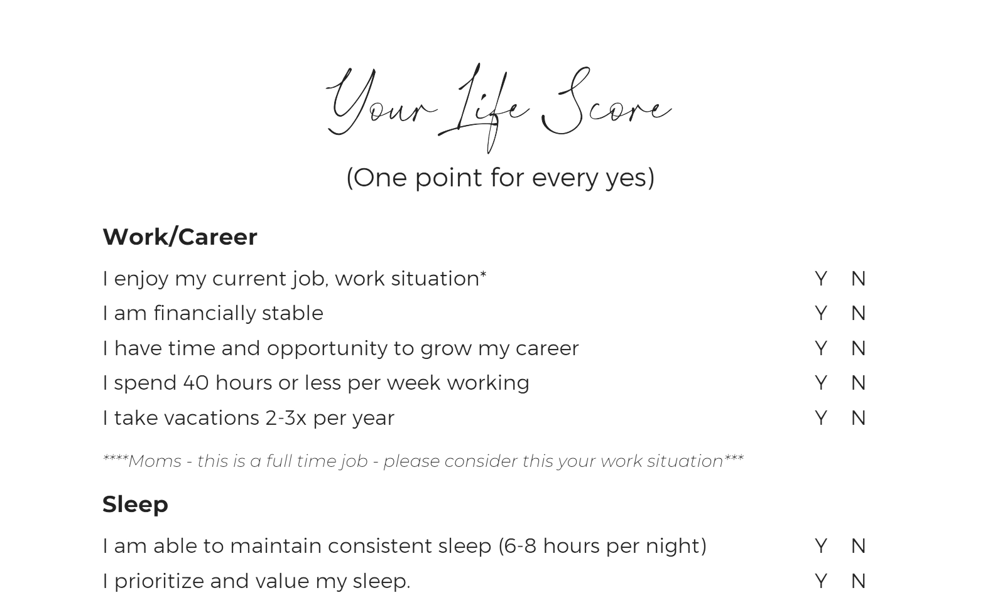 Your Life Score
(One point for every yes)
Work/Career
I enjoy my current job, work situation* Y N
I am financially stable Y N
I have time and opportunity to grow my career Y N
I spend 40 hours or less per week working Y N
I take vacations 2-3x per year Y N
****Moms - this is a full time job - please consider this your work situation***
Sleep
I am able to maintain consistent sleep (6-8 hours per night) Y N
I prioritize and value my sleep. Y N